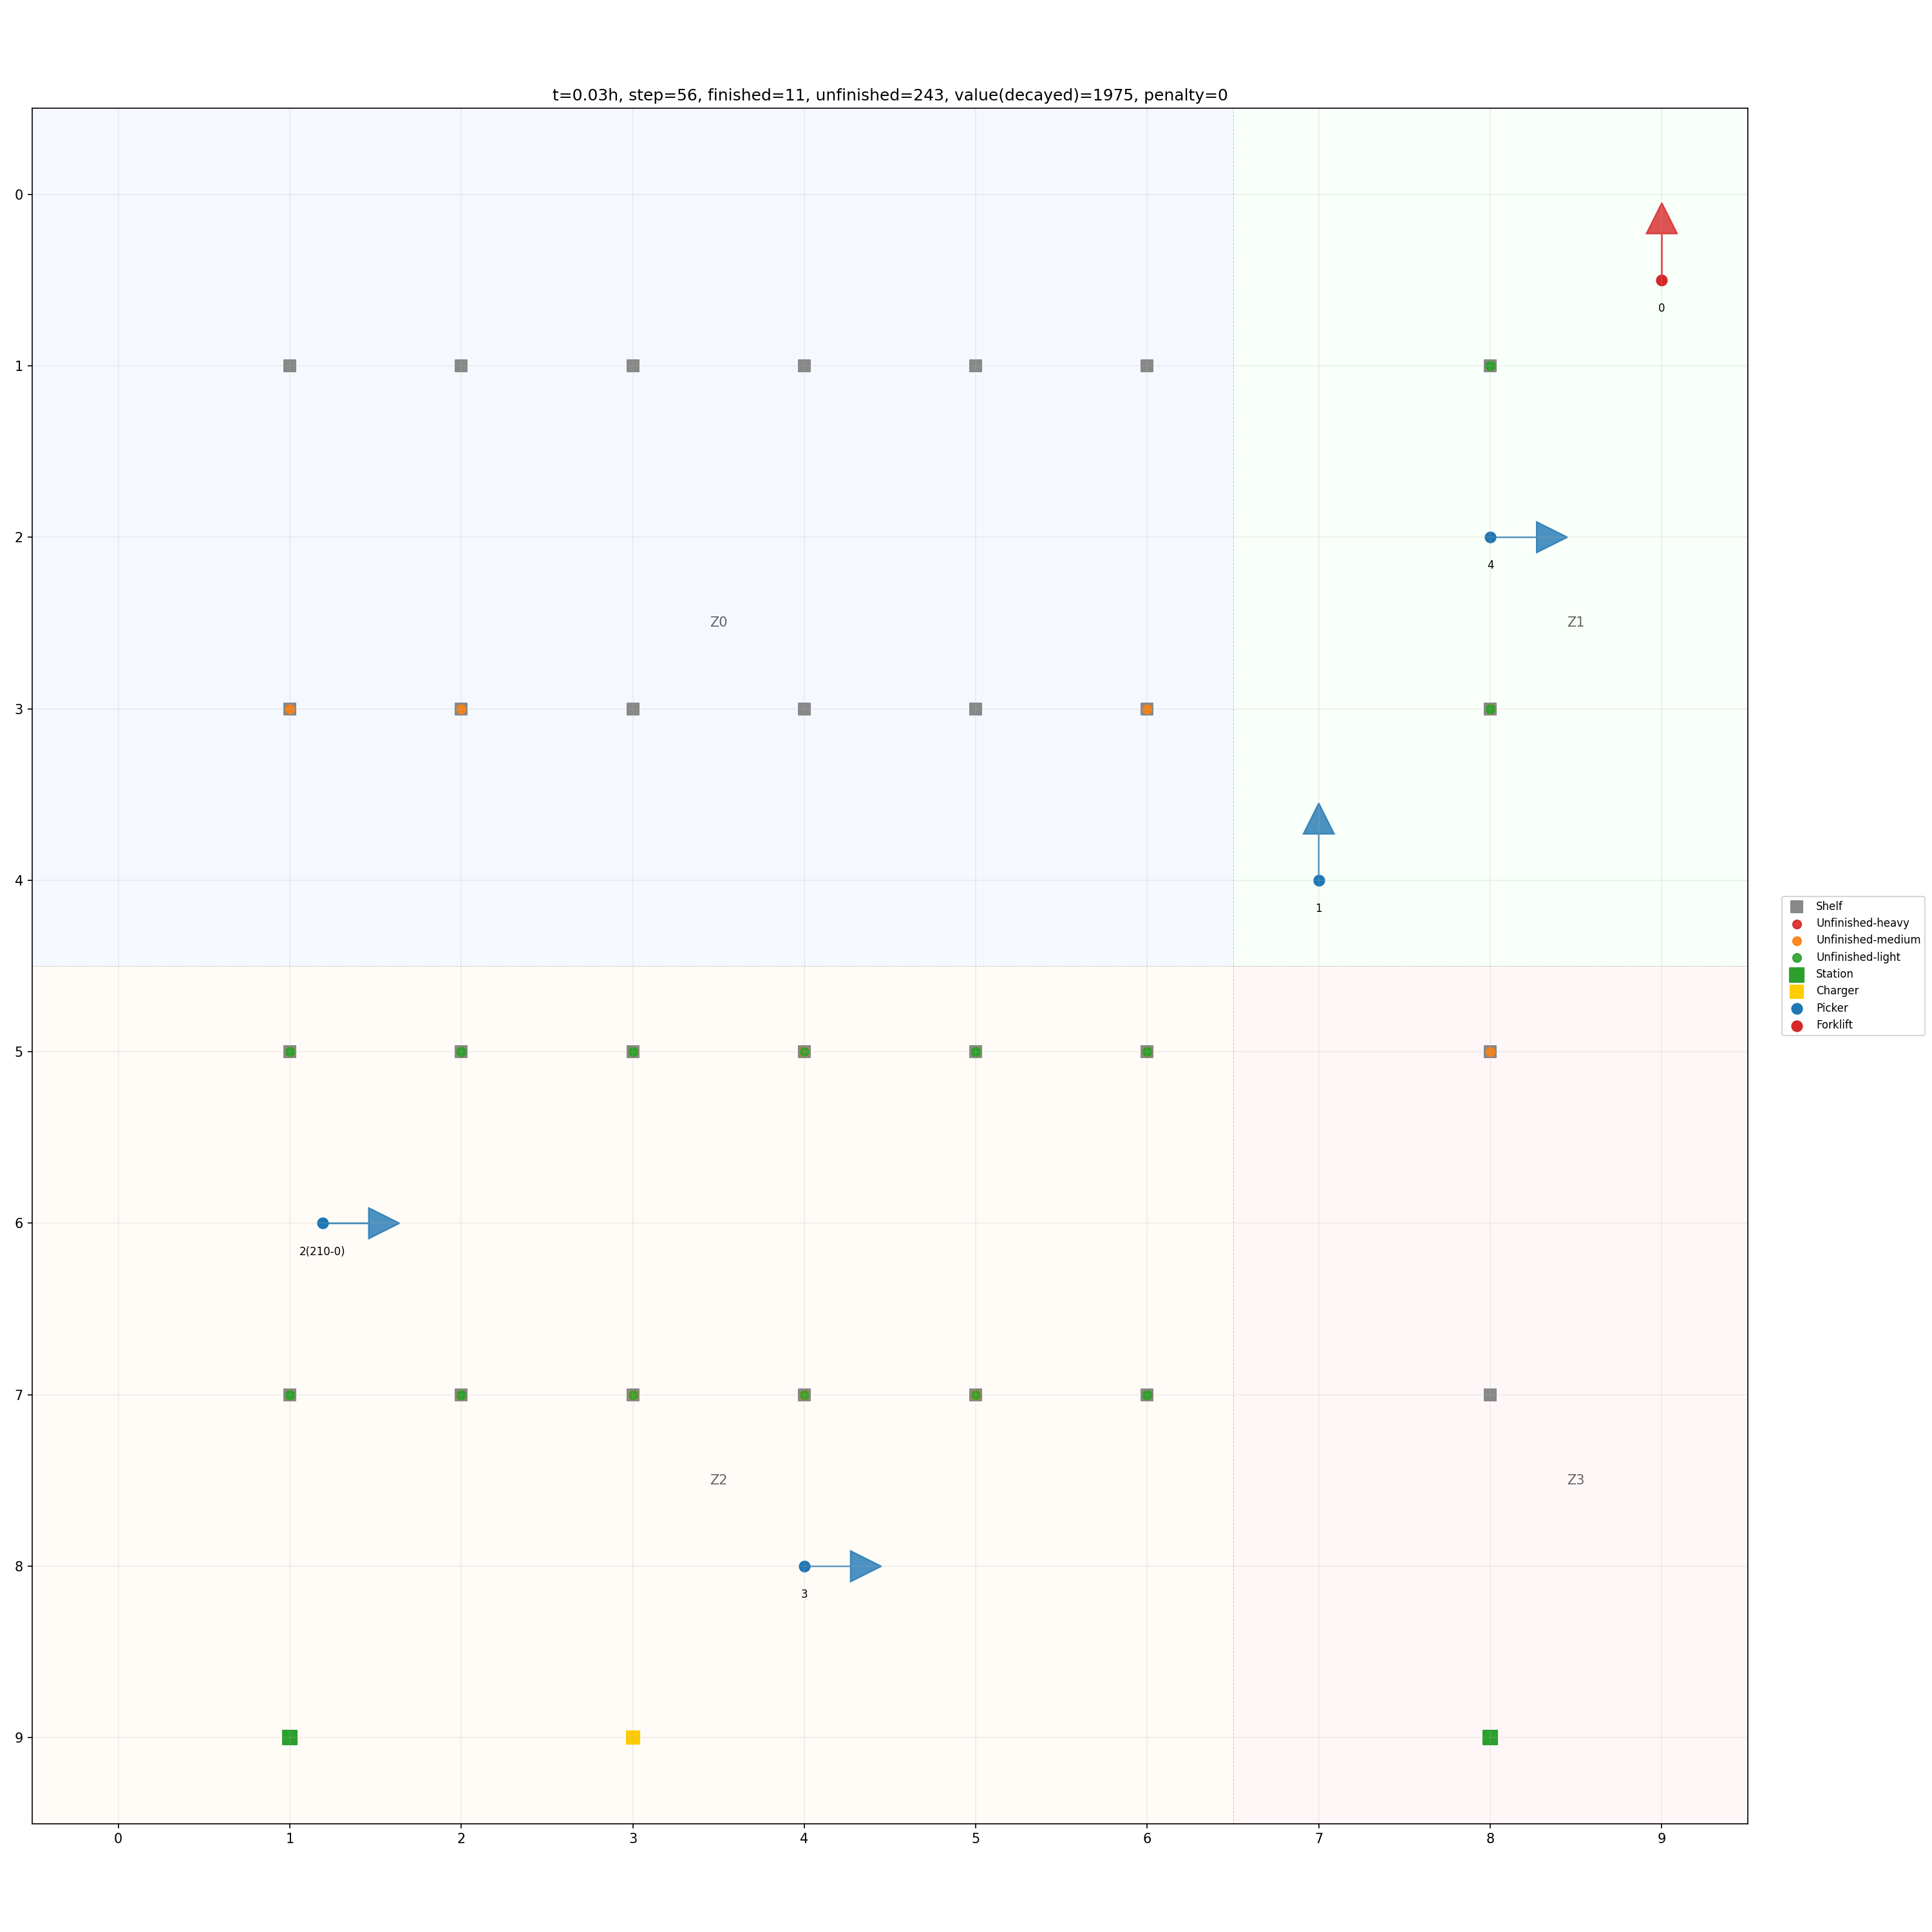 t=0.03h, step=56, finished=11, unfinished=243, value(decayed)=1975, penalty=0
0
0
1
4
2
Z0
Z1
3
4
1
Shelf
Unfinished-heavy
Unfinished-medium
Unfinished-light
Station
Charger
Picker
Forklift
5
6
2(210-0)
7
Z2
Z3
8
3
9
0 1 2 3 4 5 6 7 8 9